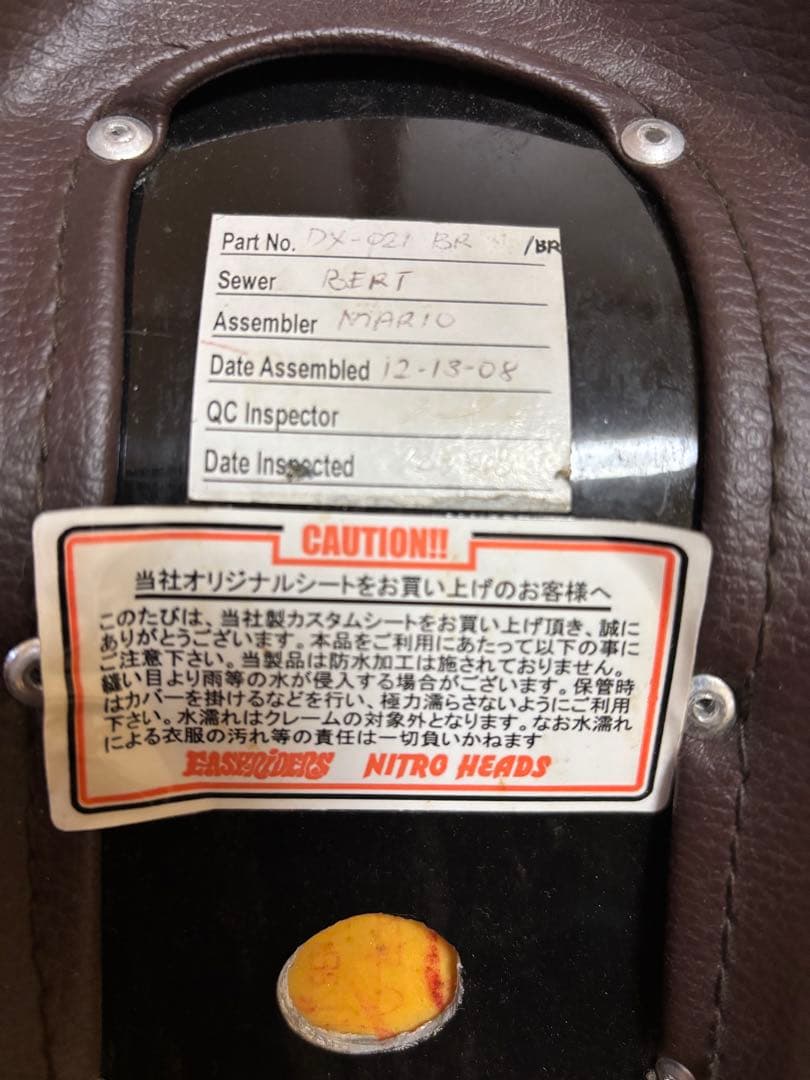 Part No. DX-021 BR /BR
Sewer BERT
Assembler MARIO
Date Assembled 12-13-08
QC Inspector
Date Inspected
CAUTION!!
当社オリジナルシートをお買い上げのお客様へ
このたびは、当社製カスタムシートをお買い上げ頂き、誠に
ありがとうございます。本品をご利用にあたって以下の事に
ご注意下さい。当製品は防水加工は施されておりません。
縫い目より雨等の水が侵入する場合がございます。保管時
はカバーを掛けるなどを行い、極力濡らさないようにご利用
下さい。水濡れはクレームの対象外となります。なお水濡れ
による衣服の汚れ等の責任は一切負いかねます
EASYRIDERS NITRO HEADS